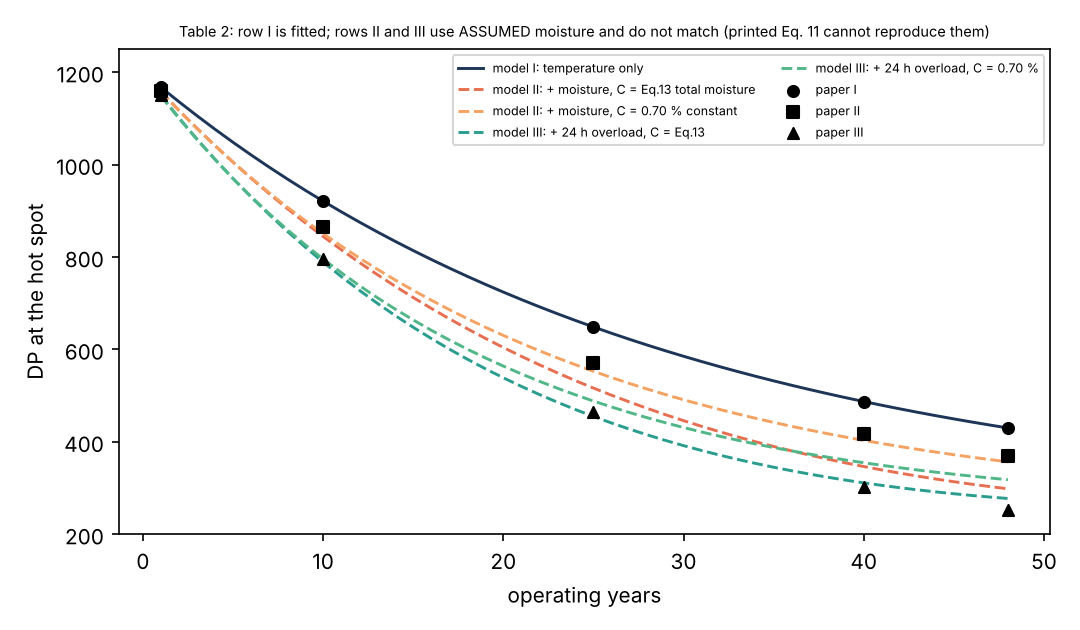 Table 2: row I is fitted; rows II and III use ASSUMED moisture and do not match (printed Eq. 11 cannot reproduce them)
model I: temperature only
model II: + moisture, C = Eq.13 total moisture
model II: + moisture, C = 0.70 % constant
model III: + 24 h overload, C = Eq.13
model III: + 24 h overload, C = 0.70 %
paper I
paper II
paper III
DP at the hot spot
1200
1000
800
600
400
200
0 10 20 30 40 50
operating years